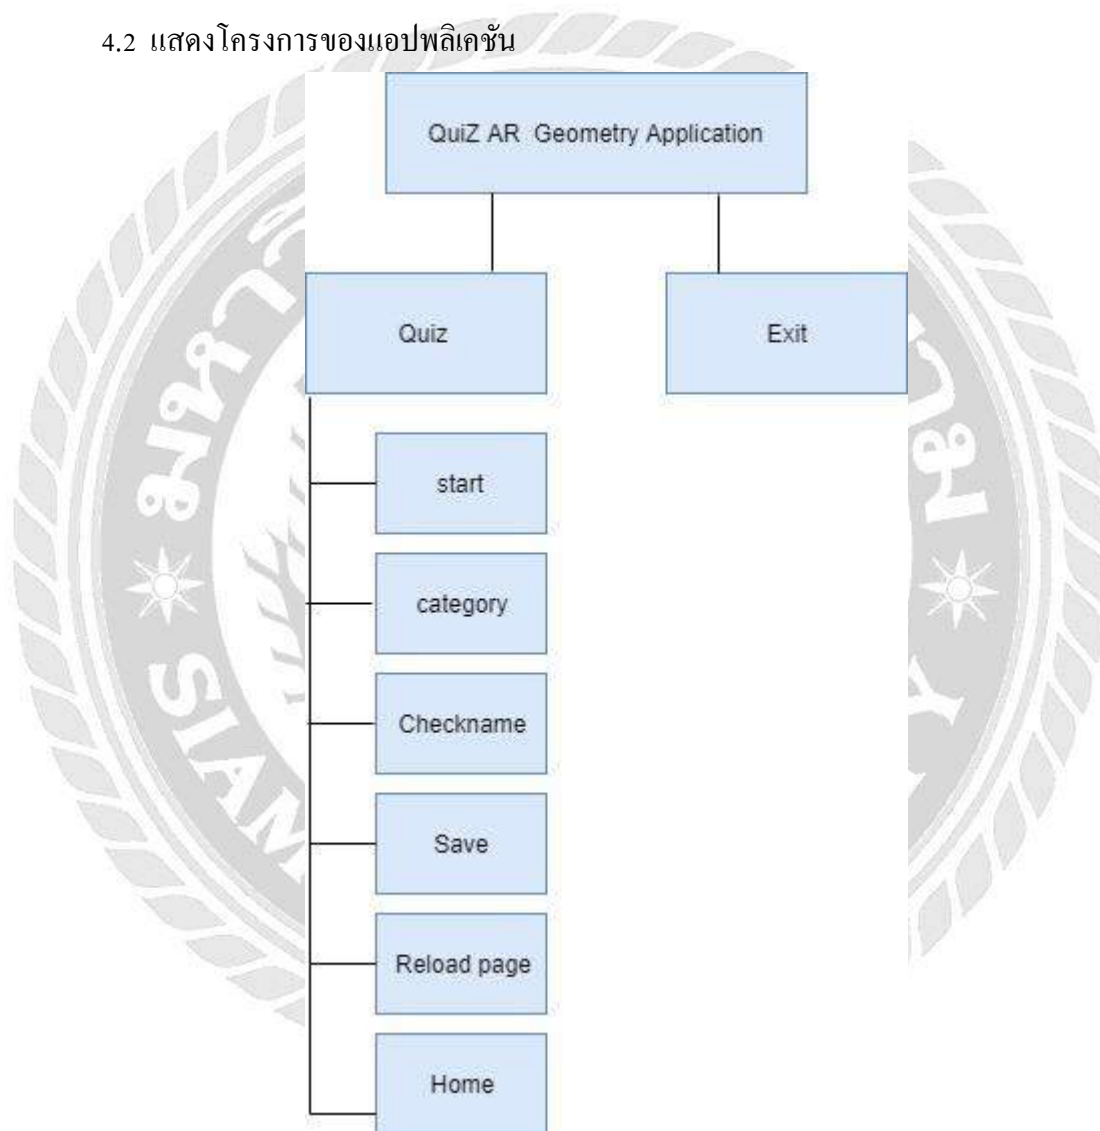 4.2 แสดงโครงการของแอปพลิเคชัน
QuiZ AR Geometry Application
Quiz
Exit
start
category
Checkname
Save
Reload page
Home